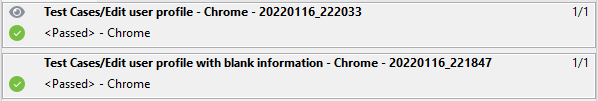 Test Cases/Edit user profile - Chrome - 20220116_222033 1/1
<Passed> - Chrome
Test Cases/Edit user profile with blank information - Chrome - 20220116_221847 1/1
<Passed> - Chrome